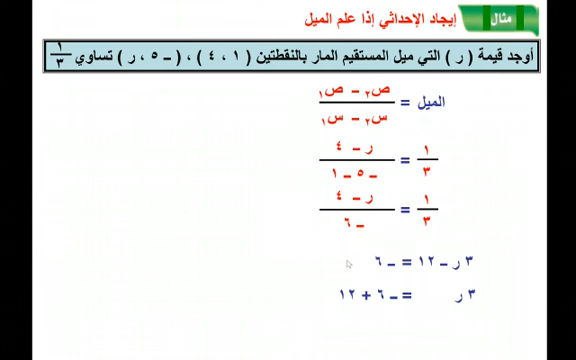 مثال إيجاد الإحداثي إذا علم الميل
أوجد قيمة ( ر ) التي ميل المستقيم المار بالنقطتين ( ١ ، ٤ ) ، ( – ٥ ، ر ) تساوي ١/٣
الميل = ص٢ – ص١ / س٢ – س١
١/٣ = ر – ٤ / – ٥ – ١
١/٣ = ر – ٤ / – ٦
٣ ر – ١٢ = – ٦
٣ ر = – ٦ + ١٢